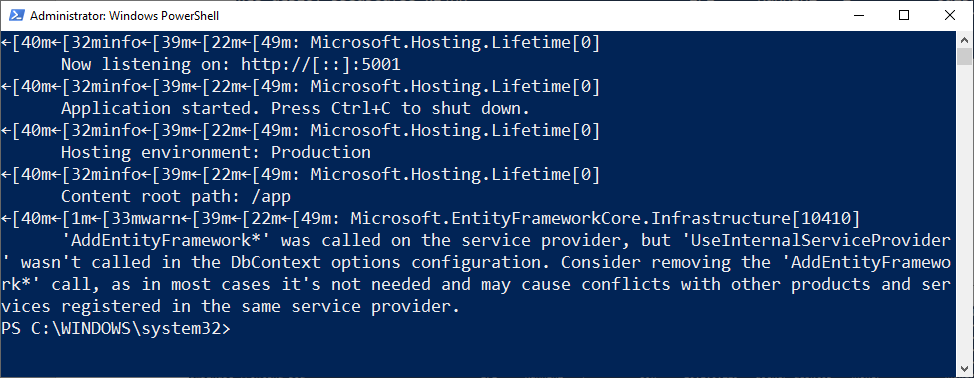 Administrator: Windows PowerShell
←[40m←[32minfo←[39m←[22m←[49m: Microsoft.Hosting.Lifetime[0]
      Now listening on: http://[::]:5001
←[40m←[32minfo←[39m←[22m←[49m: Microsoft.Hosting.Lifetime[0]
      Application started. Press Ctrl+C to shut down.
←[40m←[32minfo←[39m←[22m←[49m: Microsoft.Hosting.Lifetime[0]
      Hosting environment: Production
←[40m←[32minfo←[39m←[22m←[49m: Microsoft.Hosting.Lifetime[0]
      Content root path: /app
←[40m←[1m←[33mwarn←[39m←[22m←[49m: Microsoft.EntityFrameworkCore.Infrastructure[10410]
      'AddEntityFramework*' was called on the service provider, but 'UseInternalServiceProvider
' wasn't called in the DbContext options configuration. Consider removing the 'AddEntityFramewo
rk*' call, as in most cases it's not needed and may cause conflicts with other products and ser
vices registered in the same service provider.
PS C:\WINDOWS\system32>